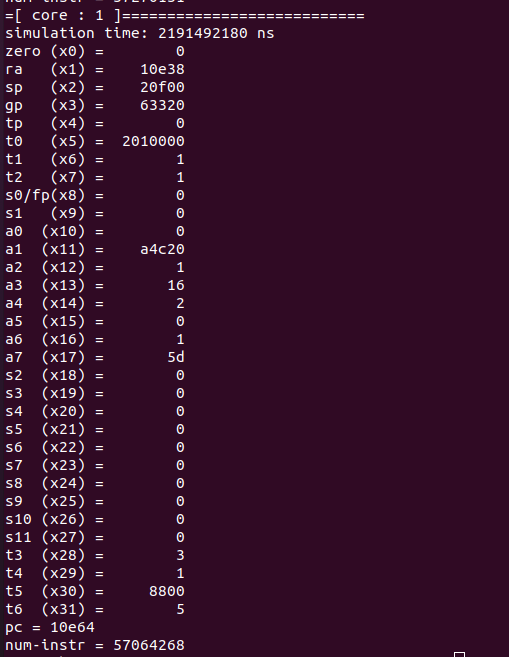 =[ core : 1 ]===========================
simulation time: 2191492180 ns
zero (x0) =        0
ra   (x1) =    10e38
sp   (x2) =    20f00
gp   (x3) =    63320
tp   (x4) =        0
t0   (x5) =  2010000
t1   (x6) =        1
t2   (x7) =        1
s0/fp(x8) =        0
s1   (x9) =        0
a0  (x10) =        0
a1  (x11) =    a4c20
a2  (x12) =        1
a3  (x13) =       16
a4  (x14) =        2
a5  (x15) =        0
a6  (x16) =        1
a7  (x17) =       5d
s2  (x18) =        0
s3  (x19) =        0
s4  (x20) =        0
s5  (x21) =        0
s6  (x22) =        0
s7  (x23) =        0
s8  (x24) =        0
s9  (x25) =        0
s10 (x26) =        0
s11 (x27) =        0
t3  (x28) =        3
t4  (x29) =        1
t5  (x30) =     8800
t6  (x31) =        5
pc = 10e64
num-instr = 57064268